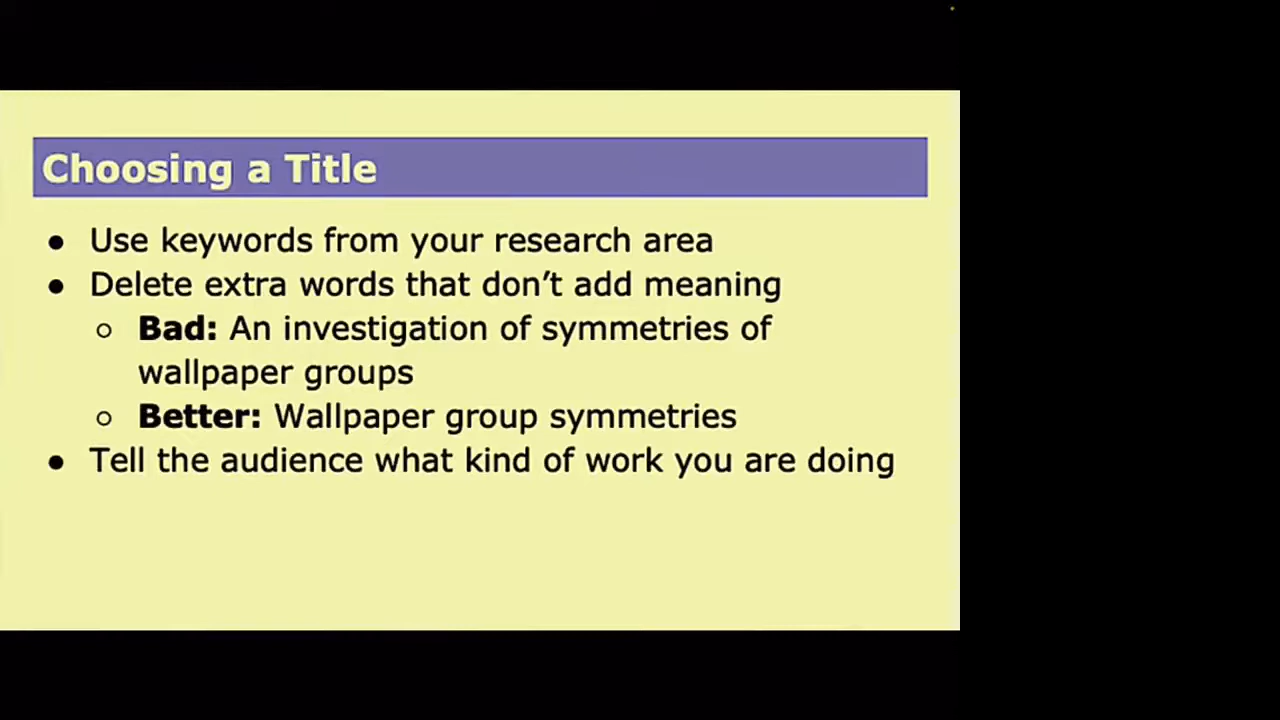 Choosing a Title
● Use keywords from your research area
● Delete extra words that don’t add meaning
○ Bad: An investigation of symmetries of
wallpaper groups
○ Better: Wallpaper group symmetries
● Tell the audience what kind of work you are doing